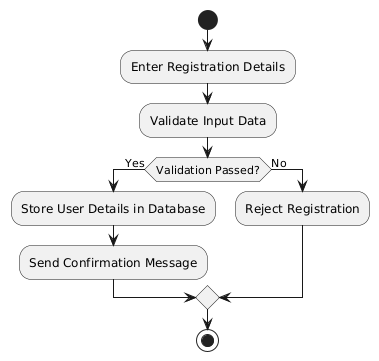 Enter Registration Details
Validate Input Data
Validation Passed?
Yes
No
Store User Details in Database
Reject Registration
Send Confirmation Message